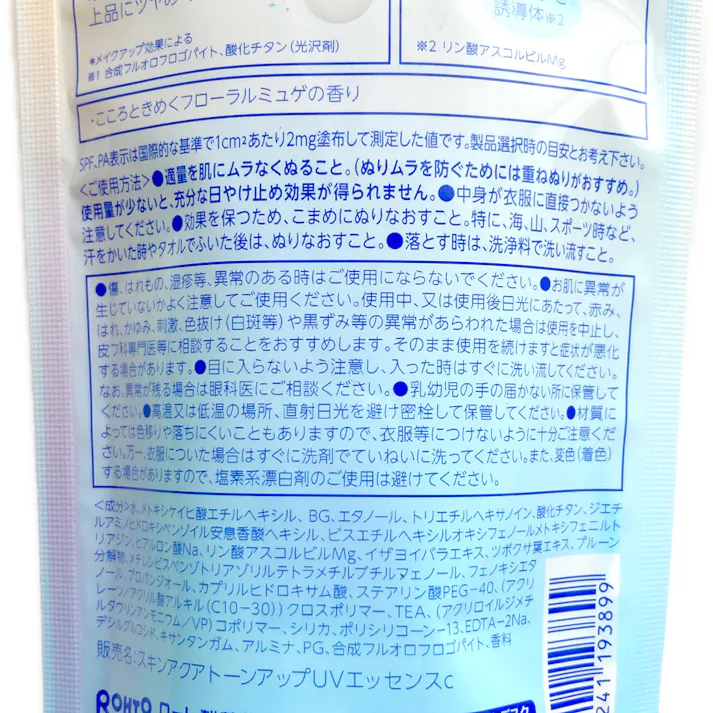 上品にツヤめ
誘導体※2
*メイクアップ効果による
※1 合成フルオロフロゴパイト、酸化チタン(光沢剤)
※2 リン酸アスコルビルMg
・こころときめくフローラルミュゲの香り
SPF、PA表示は国際的な基準で1cm²あたり2mg塗布して測定した値です。製品選択時の目安とお考え下さい。
<ご使用方法>●適量を肌にムラなくぬること。(ぬりムラを防ぐためには重ねぬりがおすすめ。)
使用量が少ないと、充分な日やけ止め効果が得られません。●中身が衣服に直接つかないよう
注意してください。●効果を保つため、こまめにぬりなおすこと。特に、海、山、スポーツ時など、
汗をかいた時やタオルでふいた後は、ぬりなおすこと。●落とす時は、洗浄料で洗い流すこと。
●傷、はれもの、湿疹等、異常のある時はご使用にならないでください。●お肌に異常が
生じていないかよく注意してご使用ください。使用中、又は使用後日光にあたって、赤み、
はれ、かゆみ、刺激、色抜け(白斑等)や黒ずみ等の異常があらわれた場合は使用を中止し、
皮フ科専門医等に相談することをおすすめします。そのまま使用を続けますと症状が悪化
する場合があります。●目に入らないよう注意し、入った時はすぐに洗い流してください。
なお、異常が残る場合は眼科医にご相談ください。●乳幼児の手の届かない所に保管して
ください。●高温又は低温の場所、直射日光を避け密栓して保管してください。●材質に
よっては色移りや落ちにくいこともありますので、衣服等につけないように十分ご注意くだ
さい。万一、衣服についた場合はすぐに洗剤でていねいに洗ってください。また、変色(着色)
する場合がありますので、塩素系漂白剤のご使用は避けてください。
<成分>水、メトキシケイヒ酸エチルヘキシル、BG、エタノール、トリエチルヘキサノイン、酸化チタン、ジエチ
ルアミノヒドロキシベンゾイル安息香酸ヘキシル、ビスエチルヘキシルオキシフェノールメトキシフェニルト
リアジン、ヒアルロン酸Na、リン酸アスコルビルMg、イザヨイバラエキス、ツボクサ葉エキス、プルーン
分解物、メチレンビスベンゾトリアゾリルテトラメチルブチルフェノール、フェノキシエタ
ノール、プロパンジオール、カプリルヒドロキサム酸、ステアリン酸PEG-40、(アクリ
レーツ/アクリル酸アルキル(C10-30))クロスポリマー、TEA、(アクリロイルジメチ
ルタウリンアンモニウム/VP)コポリマー、シリカ、ポリシリコーン-13、EDTA-2Na、
デシルグルコシド、キサンタンガム、アルミナ、PG、合成フルオロフロゴパイト、香料
販売名:スキンアクアトーンアップUVエッセンスc
ROHTO
241 193899